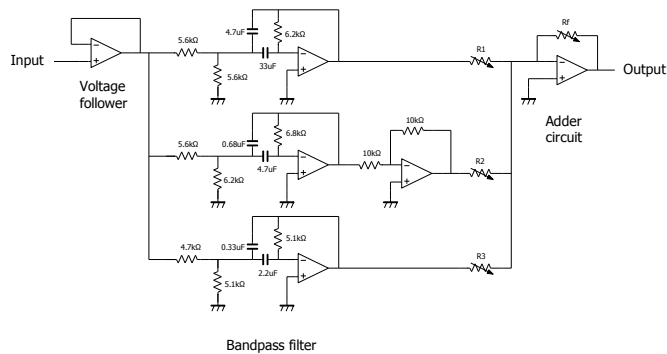 Input
Voltage
follower
5.6kΩ
5.6kΩ
4.7uF
6.2kΩ
33uF
R1
Rf
Output
Adder
circuit
5.6kΩ
6.2kΩ
0.68uF
6.8kΩ
4.7uF
10kΩ
10kΩ
R2
4.7kΩ
5.1kΩ
0.33uF
5.1kΩ
2.2uF
R3
Bandpass filter